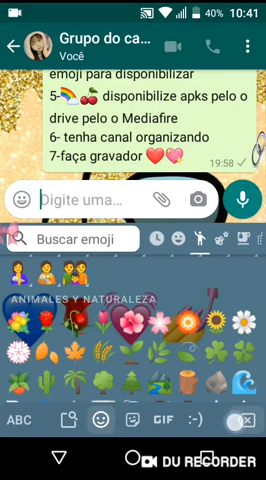 40% 10:41
Grupo do ca...
Você
emoji para disponibilizar
5-🌈🍒 disponibilize apks pelo o
drive pelo o Mediafire
6- tenha canal organizando
7-faça gravador ❤️💘
19:58
Digite uma...
Buscar emoji
ANIMALES Y NATURALEZA
ABC GIF :-)
DU RECORDER